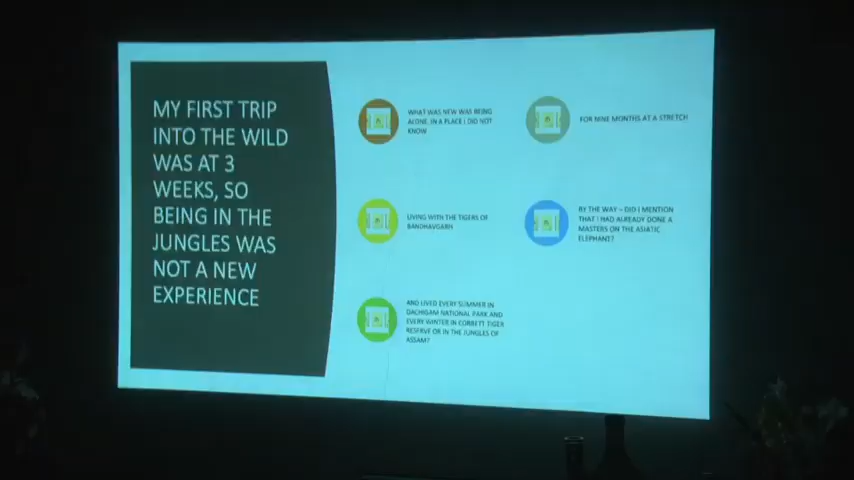 MY FIRST TRIP
INTO THE WILD
WAS AT 3
WEEKS, SO
BEING IN THE
JUNGLES WAS
NOT A NEW
EXPERIENCE
WHAT WAS NEW WAS BEING
ALONE, IN A PLACE I DID NOT
KNOW
FOR NINE MONTHS AT A STRETCH
LIVING WITH THE TIGERS OF
BANDHAVGARH
BY THE WAY – DID I MENTION
THAT I HAD ALREADY DONE A
MASTERS ON THE ASIATIC
ELEPHANT?
AND LIVED EVERY SUMMER IN
DACHIGAM NATIONAL PARK AND
EVERY WINTER IN CORBETT TIGER
RESERVE OR IN THE JUNGLES OF
ASSAM?